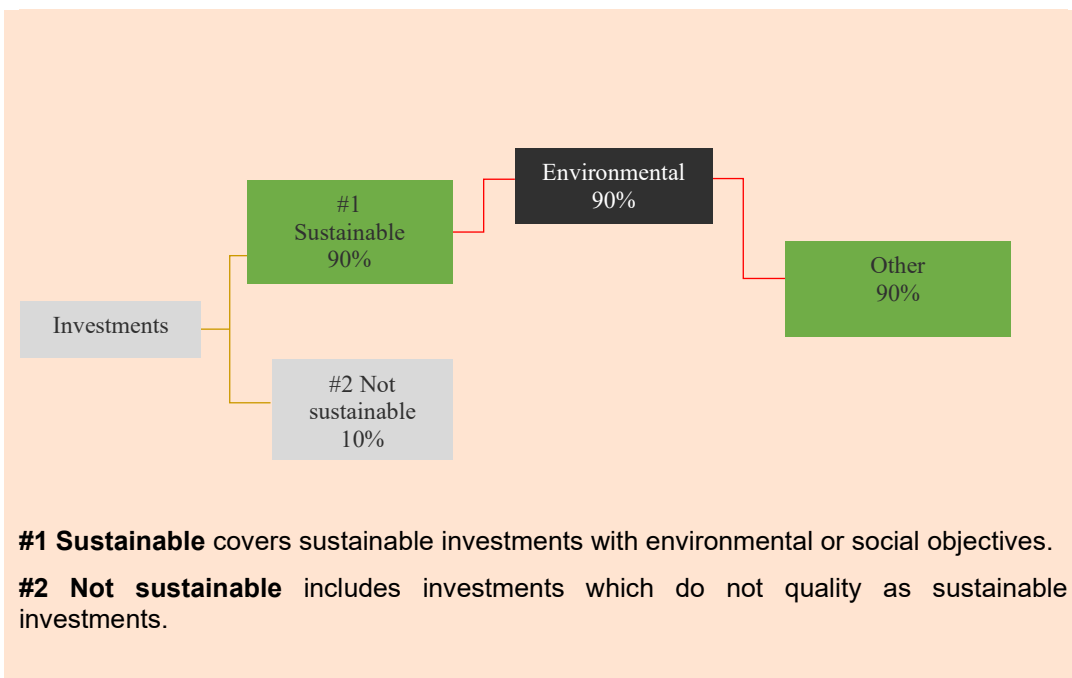 Environmental
90%
#1
Sustainable
90%
Other
90%
Investments
#2 Not
sustainable
10%
#1 Sustainable covers sustainable investments with environmental or social objectives.
#2 Not sustainable includes investments which do not quality as sustainable
investments.